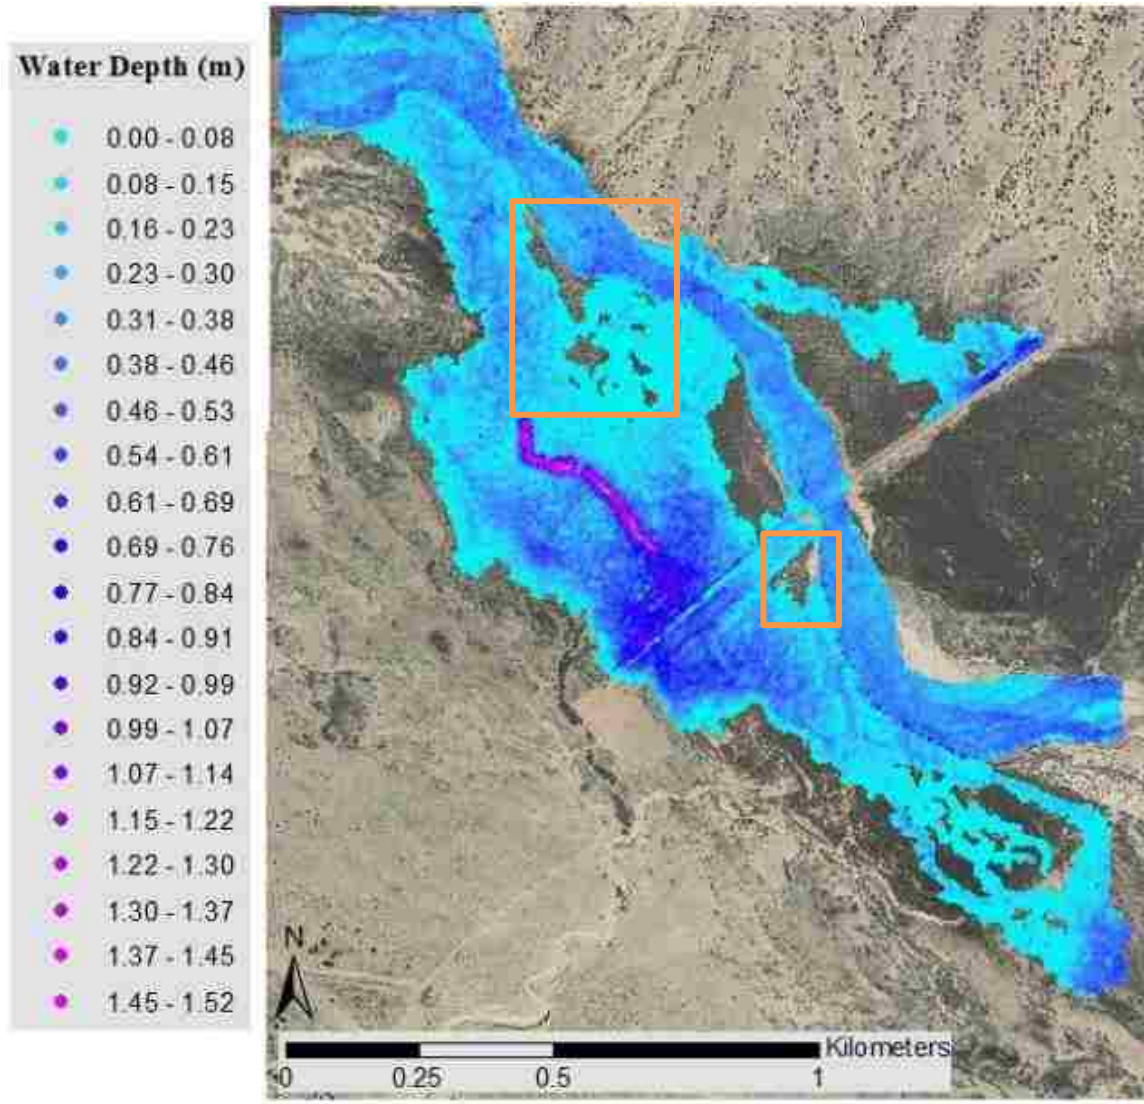 Water Depth (m)
0.00 - 0.08
0.08 - 0.15
0.16 - 0.23
0.23 - 0.30
0.31 - 0.38
0.38 - 0.46
0.46 - 0.53
0.54 - 0.61
0.61 - 0.69
0.69 - 0.76
0.77 - 0.84
0.84 - 0.91
0.92 - 0.99
0.99 - 1.07
1.07 - 1.14
1.15 - 1.22
1.22 - 1.30
1.30 - 1.37
1.37 - 1.45
1.45 - 1.52
N
Kilometers
0 0.25 0.5 1